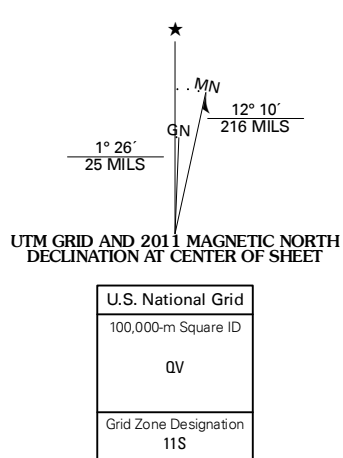 ★
MN
GN
12° 10´
216 MILS
1° 26´
25 MILS
UTM GRID AND 2011 MAGNETIC NORTH
DECLINATION AT CENTER OF SHEET
U.S. National Grid
100,000-m Square ID
QV
Grid Zone Designation
11S